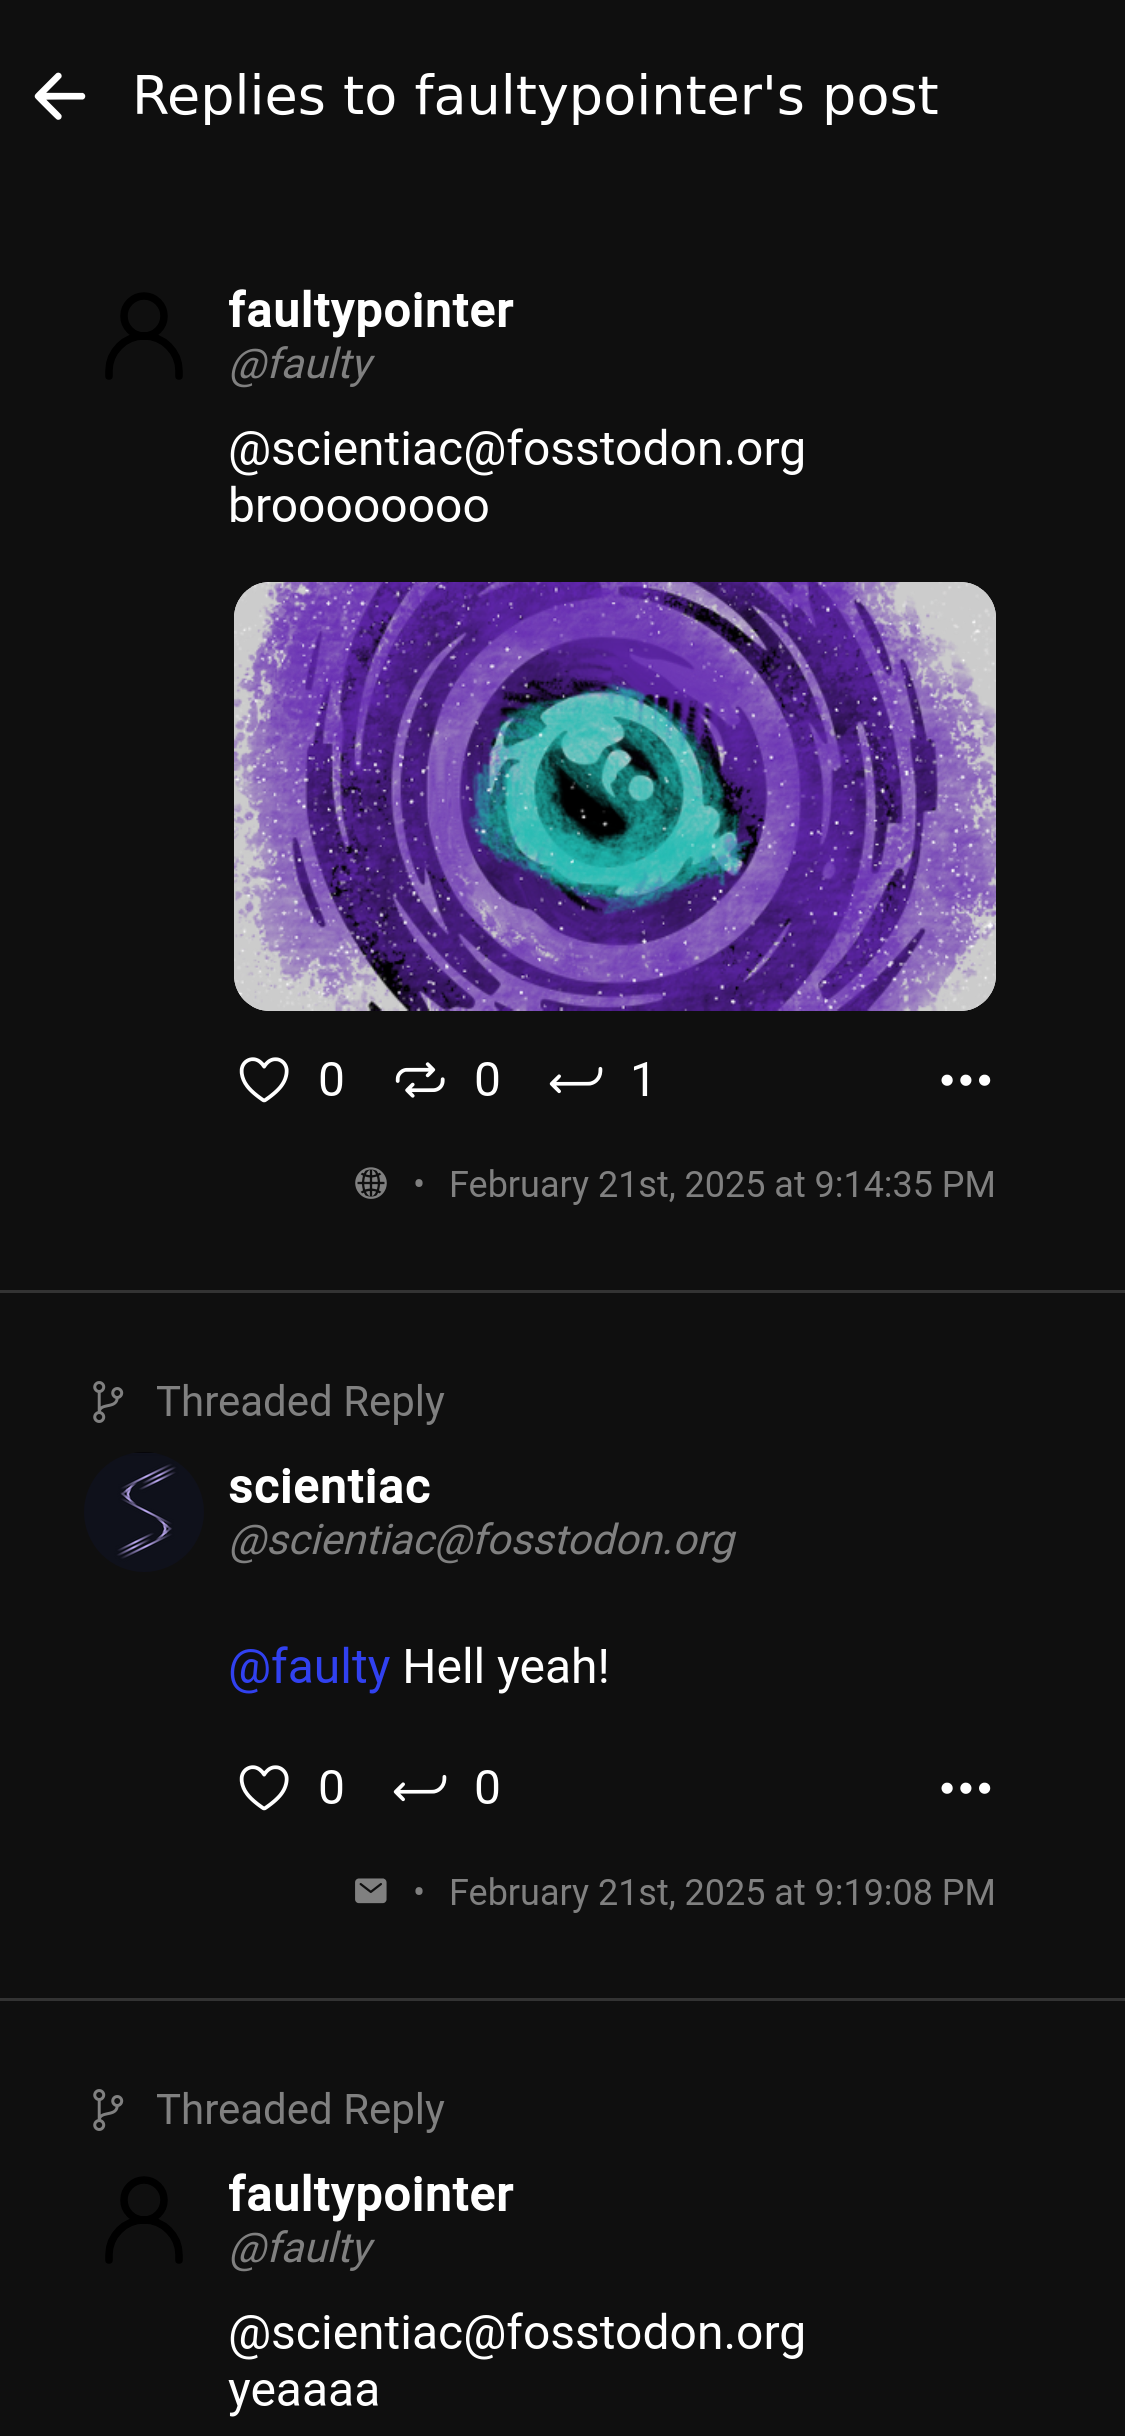 Replies to faultypointer's post
faultypointer
@faulty
@scientiac@fosstodon.org
broooooooo
0 0 1
• February 21st, 2025 at 9:14:35 PM
Threaded Reply
scientiac
@scientiac@fosstodon.org
@faulty Hell yeah!
0 0
• February 21st, 2025 at 9:19:08 PM
Threaded Reply
faultypointer
@faulty
@scientiac@fosstodon.org
yeaaaa